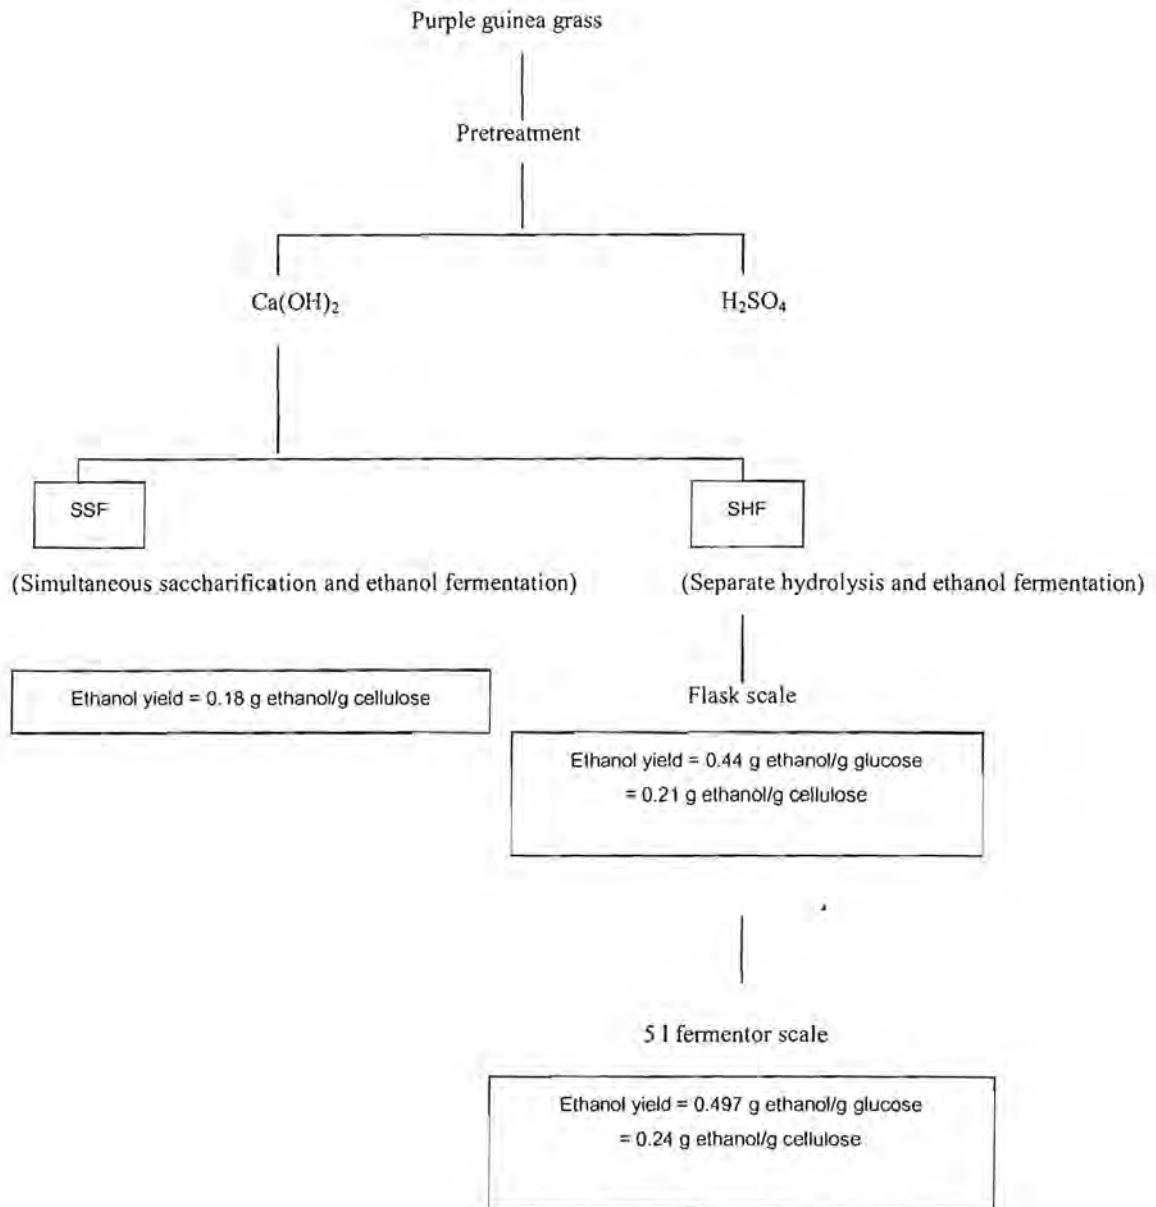 Purple guinea grass
Pretreatment
Ca(OH)₂
H₂SO₄
SSF
SHF
(Simultaneous saccharification and ethanol fermentation)
(Separate hydrolysis and ethanol fermentation)
Ethanol yield = 0.18 g ethanol/g cellulose
Flask scale
Ethanol yield = 0.44 g ethanol/g glucose
= 0.21 g ethanol/g cellulose
5 l fermentor scale
Ethanol yield = 0.497 g ethanol/g glucose
= 0.24 g ethanol/g cellulose